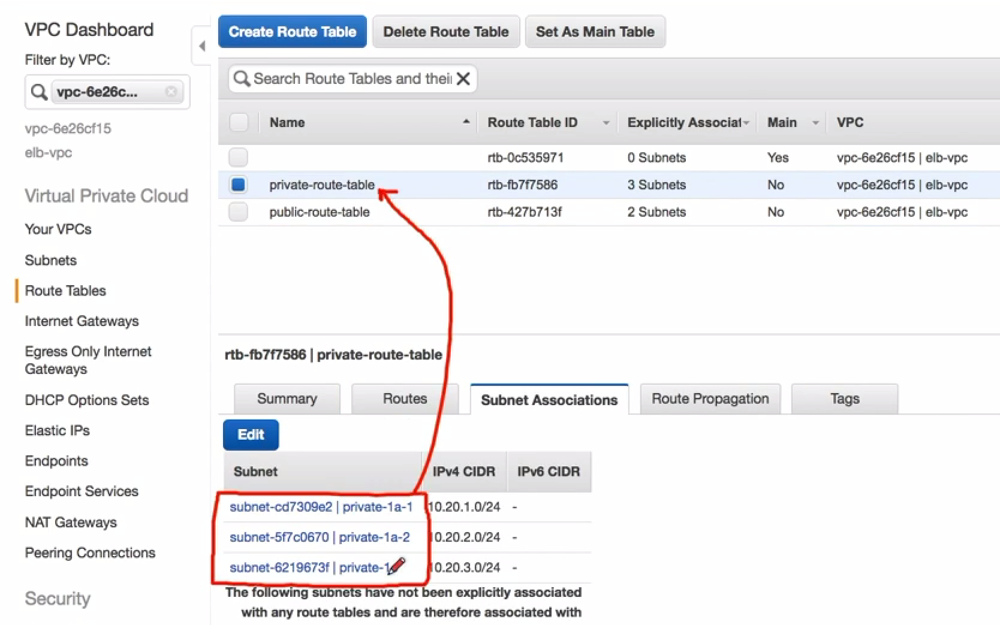 VPC Dashboard
Filter by VPC:
vpc-6e26c...
vpc-6e26cf15
elb-vpc
Virtual Private Cloud
Your VPCs
Subnets
Route Tables
Internet Gateways
Egress Only Internet
Gateways
DHCP Options Sets
Elastic IPs
Endpoints
Endpoint Services
NAT Gateways
Peering Connections
Security
Create Route Table Delete Route Table Set As Main Table
Search Route Tables and thei
Name Route Table ID Explicitly Associat Main VPC
rtb-0c535971 0 Subnets Yes vpc-6e26cf15 | elb-vpc
private-route-table rtb-fb7f7586 3 Subnets No vpc-6e26cf15 | elb-vpc
public-route-table rtb-427b713f 2 Subnets No vpc-6e26cf15 | elb-vpc
rtb-fb7f7586 | private-route-table
Summary Routes Subnet Associations Route Propagation Tags
Edit
Subnet IPv4 CIDR IPv6 CIDR
subnet-cd7309e2 | private-1a-1 10.20.1.0/24 -
subnet-5f7c0670 | private-1a-2 10.20.2.0/24 -
subnet-6219673f | private-1 10.20.3.0/24 -
The following subnets have not been explicitly associated
with any route tables and are therefore associated with